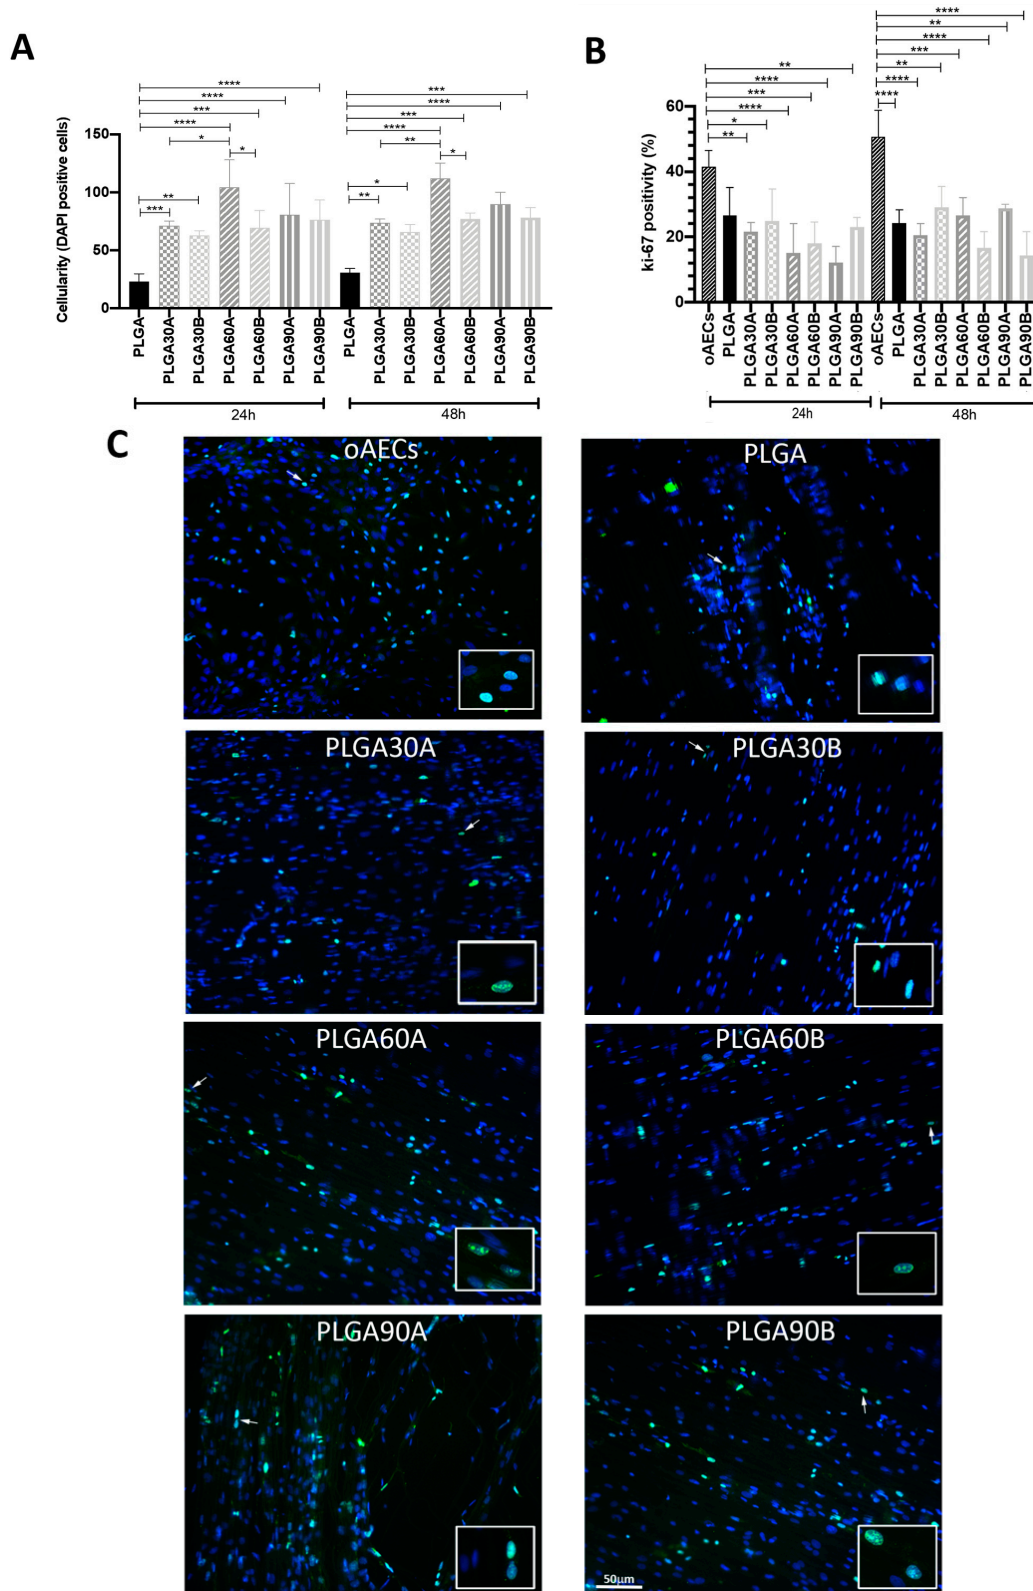 A
B
****
****
***
****
*
*
**
***
***
****
***
****
**
*
*
**
150
100
50
0
Cellularity (DAPI positive cells)
PLGA
PLGA30A
PLGA30B
PLGA60A
PLGA60B
PLGA90A
PLGA90B
PLGA
PLGA30A
PLGA30B
PLGA60A
PLGA60B
PLGA90A
PLGA90B
24h
48h
**
****
***
****
*
**
****
**
****
***
**
****
****
60
40
20
0
ki-67 positivity (%)
oAECs
PLGA
PLGA30A
PLGA30B
PLGA60A
PLGA60B
PLGA90A
PLGA90B
oAECs
PLGA
PLGA30A
PLGA30B
PLGA60A
PLGA60B
PLGA90A
PLGA90B
24h
48h
C
oAECs
PLGA
PLGA30A
PLGA30B
PLGA60A
PLGA60B
PLGA90A
PLGA90B
50μm